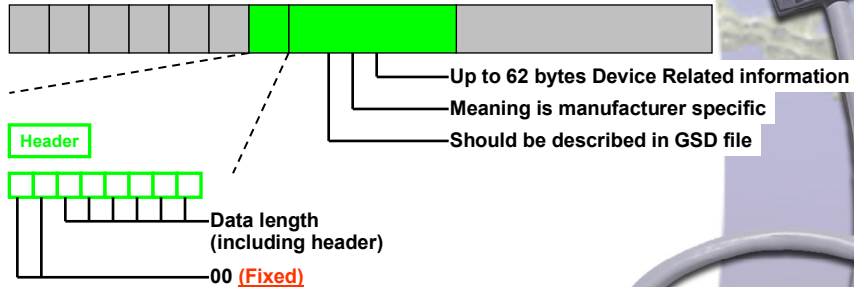 Up to 62 bytes Device Related information
Meaning is manufacturer specific
Should be described in GSD file
Header
Data length
(including header)
00 (Fixed)